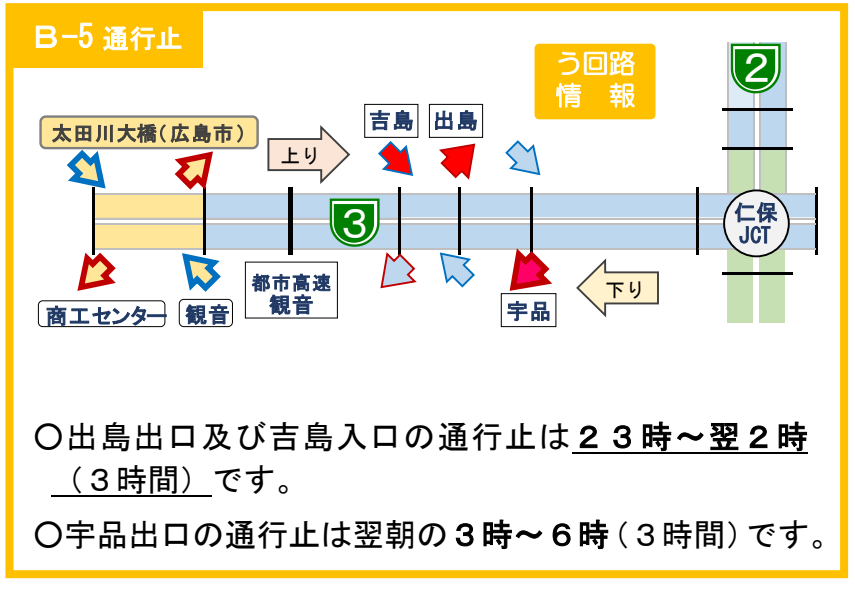 B-5 通行止
う回路
情 報
2
太田川大橋(広島市)
上り
吉島
出島
3
仁保
JCT
商工センター
観音
都市高速
観音
宇品
下り
〇出島出口及び吉島入口の通行止は２３時～翌２時
(３時間)です。
〇宇品出口の通行止は翌朝の３時～６時(３時間)です。